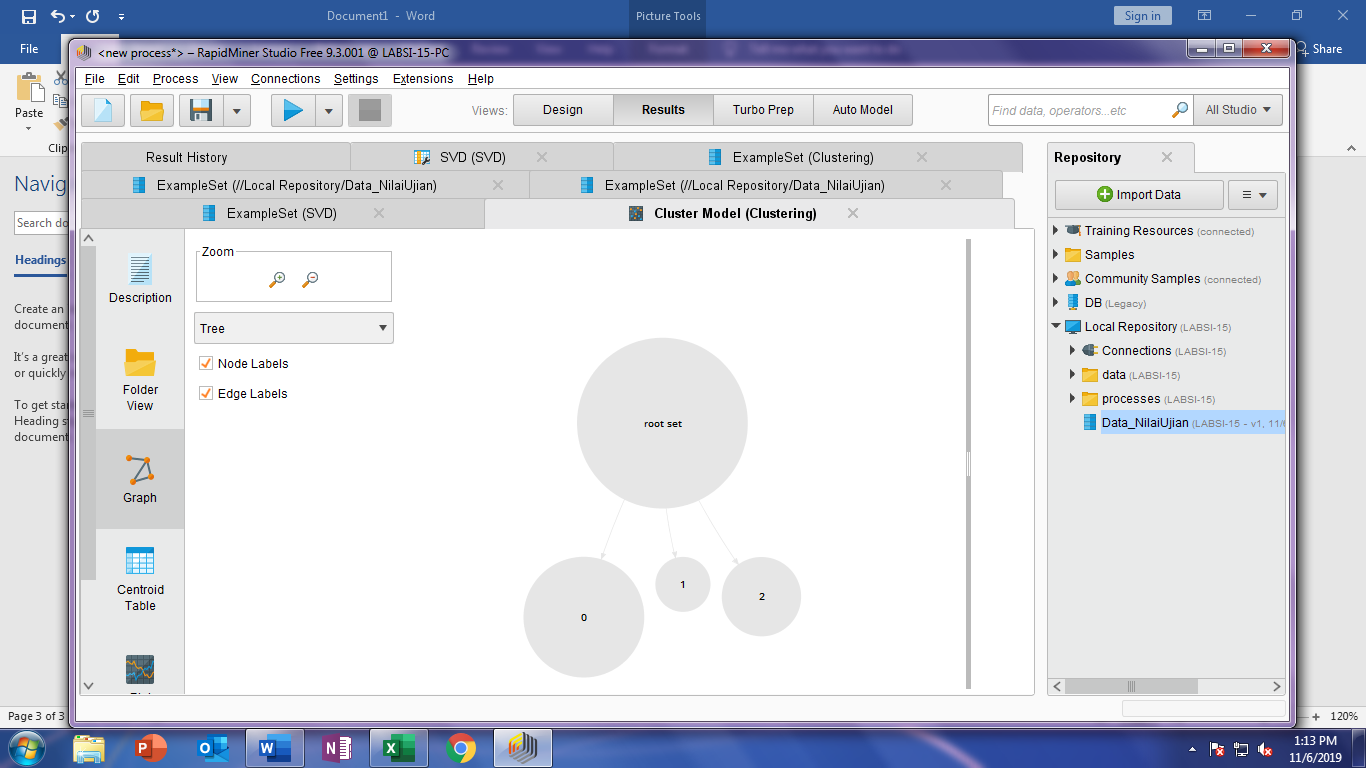 Document1 - Word
Picture Tools
Sign in
File
Share
<new process*> – RapidMiner Studio Free 9.3.001 @ LABSI-15-PC
File Edit Process View Connections Settings Extensions Help
Views:
Design
Results
Turbo Prep
Auto Model
Find data, operators...etc
All Studio
Paste
Clip
Result History
SVD (SVD)
ExampleSet (Clustering)
ExampleSet (//Local Repository/Data_NilaiUjian)
ExampleSet (//Local Repository/Data_NilaiUjian)
ExampleSet (SVD)
Cluster Model (Clustering)
Repository
Import Data
Training Resources (connected)
Samples
Community Samples (connected)
DB (Legacy)
Local Repository (LABSI-15)
Connections (LABSI-15)
data (LABSI-15)
processes (LABSI-15)
Data_NilaiUjian (LABSI-15 - v1, 11/6
Navig
Search do
Headings
Create an
document
It's a great
or quickly
To get star
Heading st
document
Description
Folder
View
Graph
Centroid
Table
Zoom
Tree
Node Labels
Edge Labels
root set
0
1
2
Page 3 of 3
120%
1:13 PM
11/6/2019